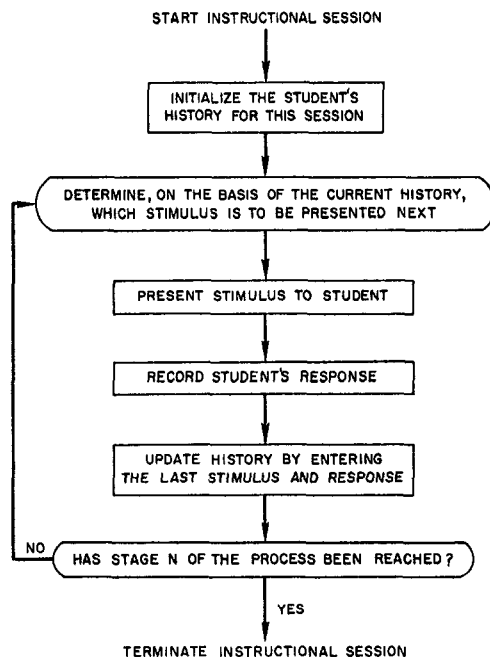 START INSTRUCTIONAL SESSION
INITIALIZE THE STUDENT'S
HISTORY FOR THIS SESSION
DETERMINE, ON THE BASIS OF THE CURRENT HISTORY,
WHICH STIMULUS IS TO BE PRESENTED NEXT
PRESENT STIMULUS TO STUDENT
RECORD STUDENT'S RESPONSE
UPDATE HISTORY BY ENTERING
THE LAST STIMULUS AND RESPONSE
NO
HAS STAGE N OF THE PROCESS BEEN REACHED?
YES
TERMINATE INSTRUCTIONAL SESSION